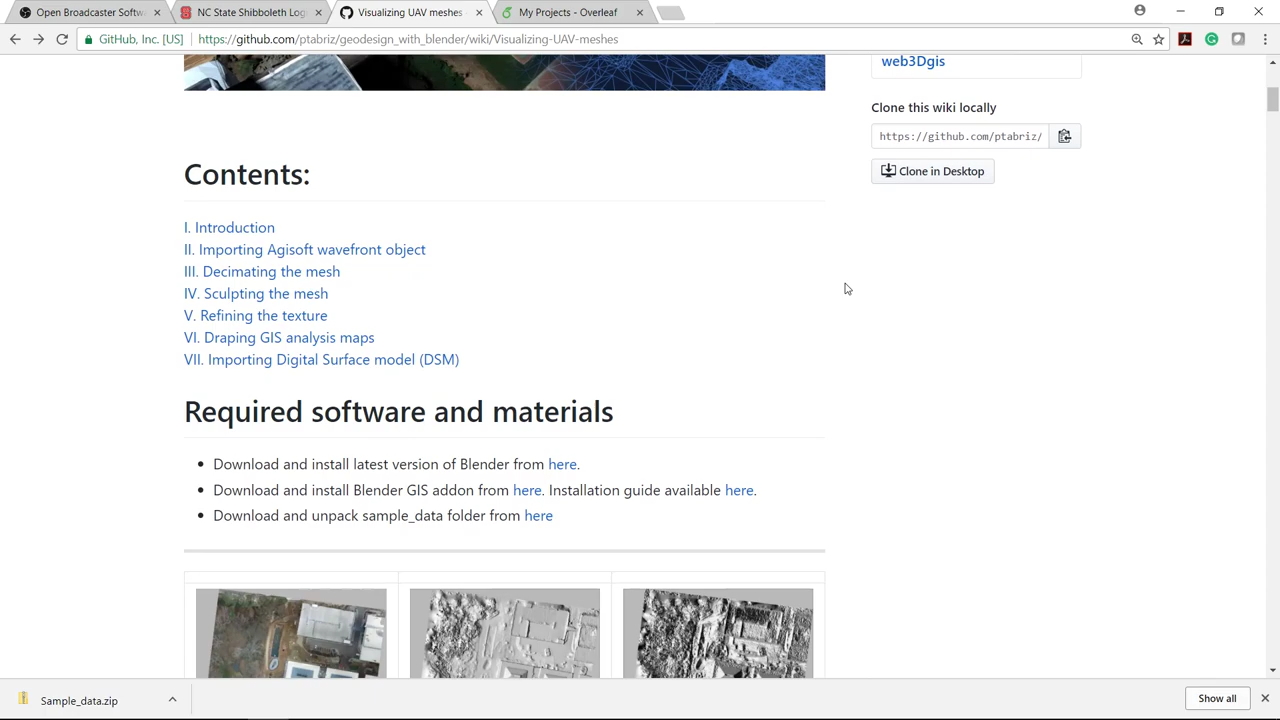 Open Broadcaster Softw
NC State Shibboleth Log
Visualizing UAV meshes
My Projects - Overleaf
GitHub, Inc. [US]
https://github.com/ptabriz/geodesign_with_blender/wiki/Visualizing-UAV-meshes
web3Dgis
Clone this wiki locally
https://github.com/ptabriz/
Clone in Desktop
Contents:
I. Introduction
II. Importing Agisoft wavefront object
III. Decimating the mesh
IV. Sculpting the mesh
V. Refining the texture
VI. Draping GIS analysis maps
VII. Importing Digital Surface model (DSM)
Required software and materials
• Download and install latest version of Blender from here.
• Download and install Blender GIS addon from here. Installation guide available here.
• Download and unpack sample_data folder from here
Sample_data.zip
Show all